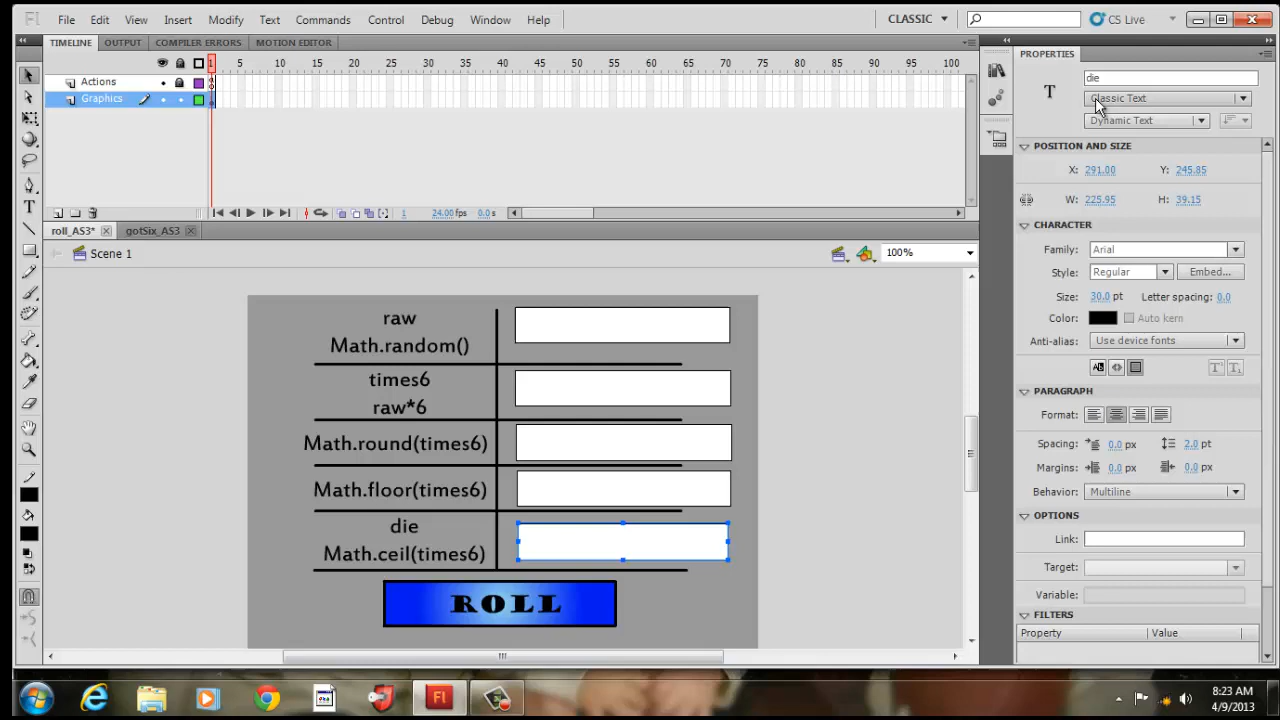 Fl File Edit View Insert Modify Text Commands Control Debug Window Help CLASSIC CS Live
TIMELINE OUTPUT COMPILER ERRORS MOTION EDITOR
1 5 10 15 20 25 30 35 40 45 50 55 60 65 70 75
Actions
Graphics
1 24.00 fps 0.0 s
roll_AS3* gotSix_AS3
Scene 1 100%
raw
Math.random()
times6
raw*6
Math.round(times6)
Math.floor(times6)
die
Math.ceil(times6)
ROLL
PROPERTIES
die
T Classic Text
Dynamic Text
POSITION AND SIZE
X: 291.00 Y: 245.85
W: 225.95 H: 39.15
CHARACTER
Family: Arial
Style: Regular Embed...
Size: 30.0 pt Letter spacing: 0.0
Color: Auto kern
Anti-alias: Use device fonts
PARAGRAPH
Format:
Spacing: 0.0 px 2.0 pt
Margins: 0.0 px 0.0 px
Behavior: Multiline
OPTIONS
Link:
Target:
Variable:
FILTERS
Property Value
Fl
8:23 AM
4/9/2013